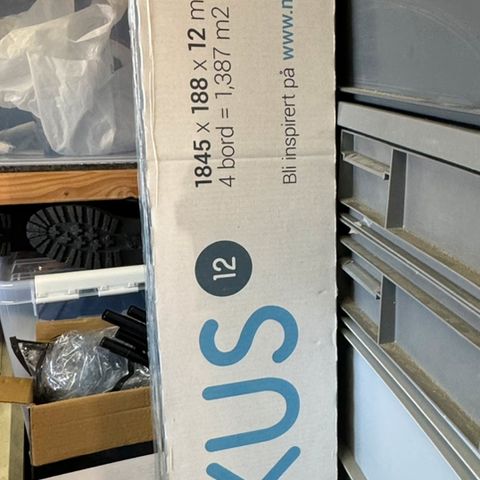 1845 x 188 x 12 m
4 bord = 1,387 m2
Bli inspirert på www.
KUS 12